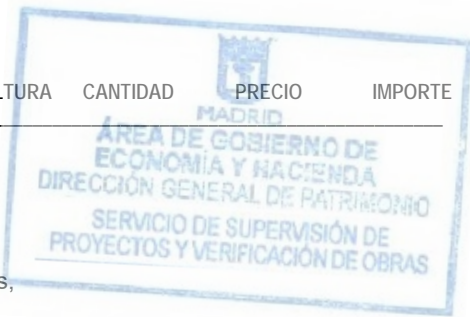 LTURA CANTIDAD PRECIO IMPORTE
MADRID
ÁREA DE GOBIERNO DE
ECONOMÍA Y HACIENDA
DIRECCIÓN GENERAL DE PATRIMONIO
SERVICIO DE SUPERVISIÓN DE
PROYECTOS Y VERIFICACIÓN DE OBRAS
s,